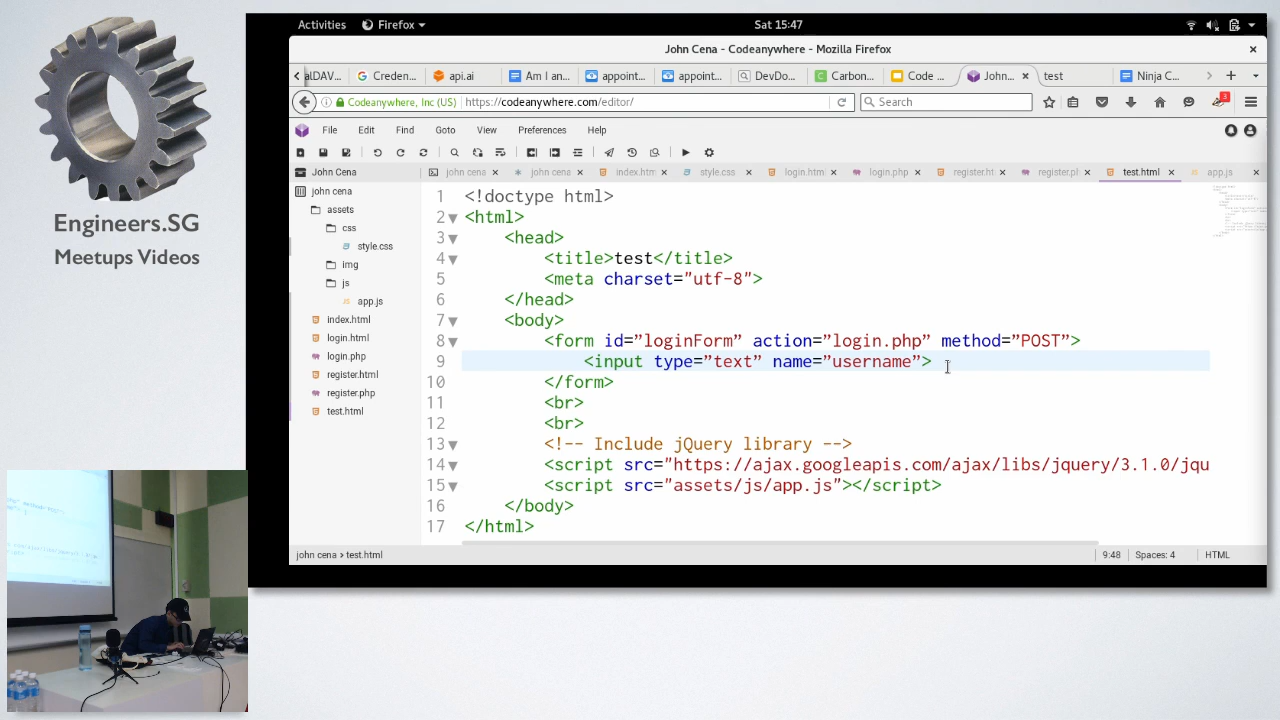 Engineers.SG
Meetups Videos
Activities
Firefox
Sat 15:47
John Cena - Codeanywhere - Mozilla Firefox
alDAV...
Creden...
api.ai
Am I an...
appoint...
appoint...
DevDo...
Carbon...
Code ...
John...
test
Ninja C...
Codeanywhere, Inc (US)
https://codeanywhere.com/editor/
Search
3
File Edit Find Goto View Preferences Help
John Cena
john cena
john cena
index.htm
style.css
login.htm
login.php
register.ht
register.pl
test.html
app.js
john cena
assets
css
style.css
img
js
app.js
index.html
login.html
login.php
register.html
register.php
test.html
1 <!doctype html>
2 <html>
3 <head>
4 <title>test</title>
5 <meta charset="utf-8">
6 </head>
7 <body>
8 <form id="loginForm" action="login.php" method="POST">
9 <input type="text" name="username">
10 </form>
11 <br>
12 <br>
13 <!-- Include jQuery library -->
14 <script src="https://ajax.googleapis.com/ajax/libs/jquery/3.1.0/jqu
15 <script src="assets/js/app.js"></script>
16 </body>
17 </html>
john cena › test.html
9:48
Spaces: 4
HTML